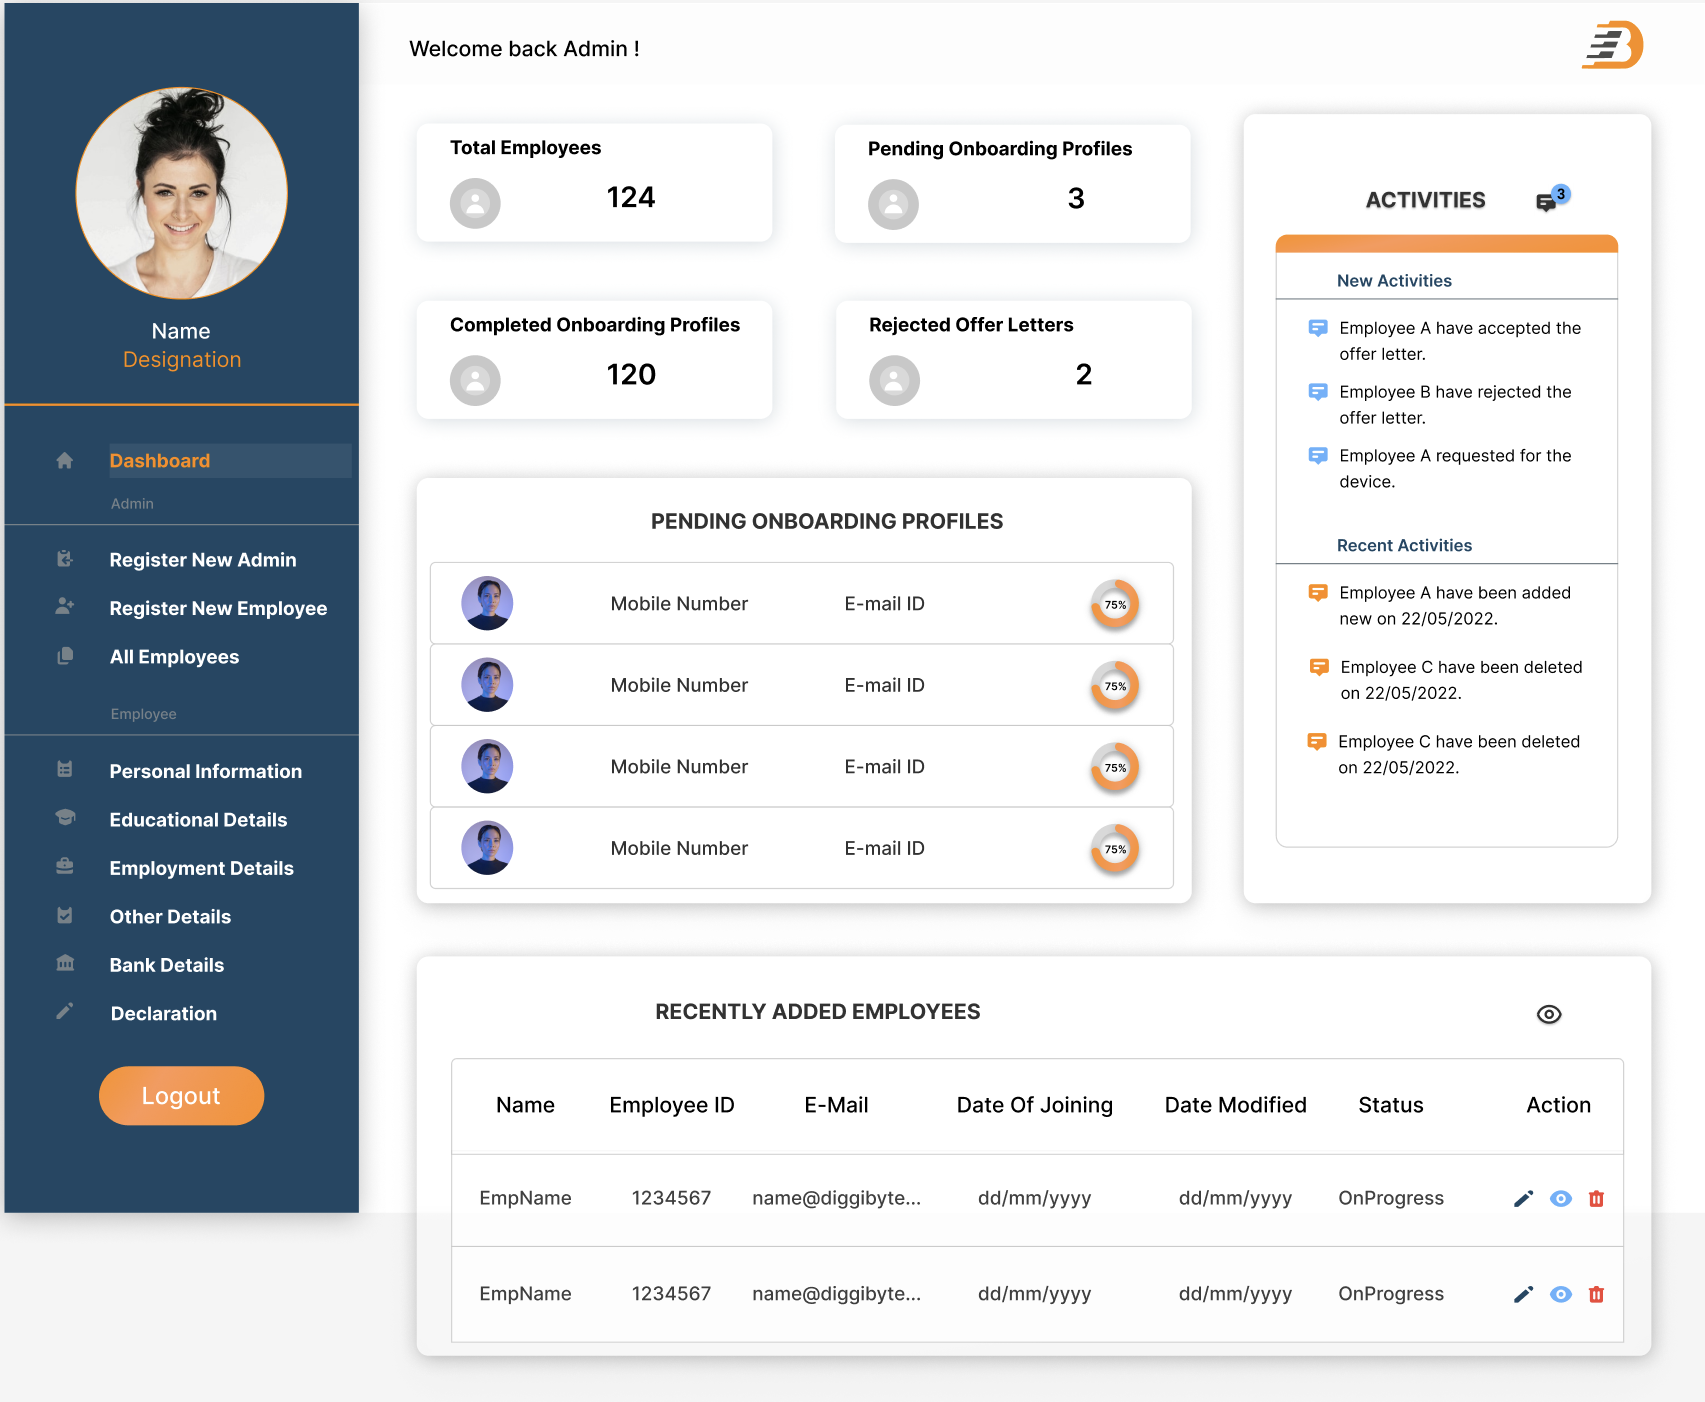 Welcome back Admin !
Name
Designation
Dashboard
Admin
Register New Admin
Register New Employee
All Employees
Employee
Personal Information
Educational Details
Employment Details
Other Details
Bank Details
Declaration
Logout
Total Employees
124
Pending Onboarding Profiles
3
Completed Onboarding Profiles
120
Rejected Offer Letters
2
PENDING ONBOARDING PROFILES
Mobile Number E-mail ID 75%
Mobile Number E-mail ID 75%
Mobile Number E-mail ID 75%
Mobile Number E-mail ID 75%
ACTIVITIES 3
New Activities
Employee A have accepted the
offer letter.
Employee B have rejected the
offer letter.
Employee A requested for the
device.
Recent Activities
Employee A have been added
new on 22/05/2022.
Employee C have been deleted
on 22/05/2022.
Employee C have been deleted
on 22/05/2022.
RECENTLY ADDED EMPLOYEES
Name Employee ID E-Mail Date Of Joining Date Modified Status Action
EmpName 1234567 name@diggibyte... dd/mm/yyyy dd/mm/yyyy OnProgress
EmpName 1234567 name@diggibyte... dd/mm/yyyy dd/mm/yyyy OnProgress